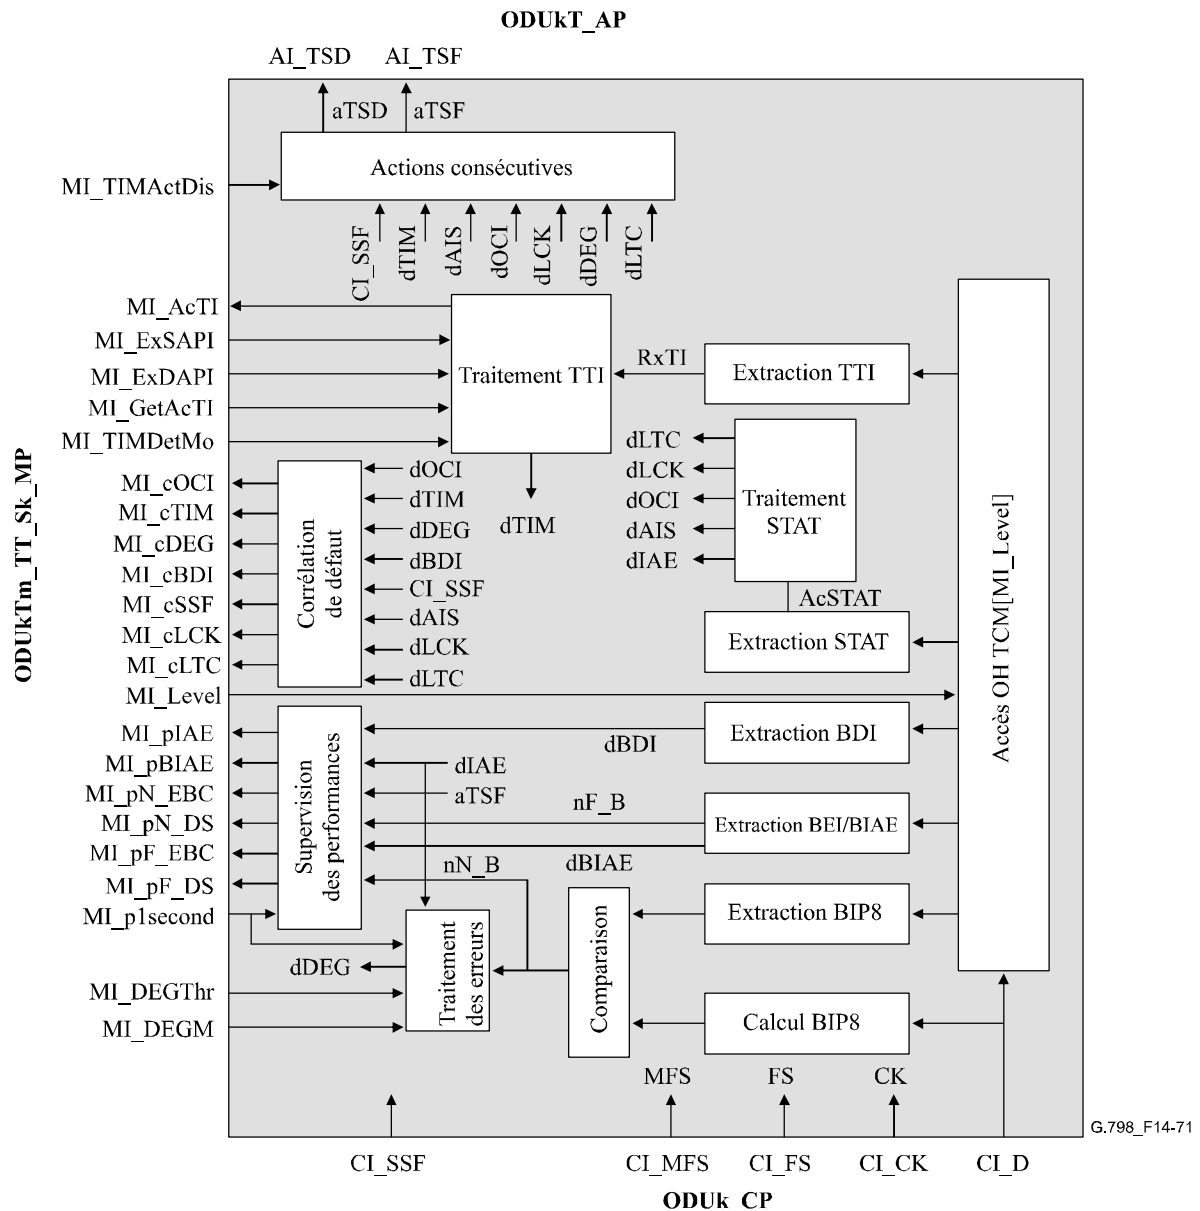 ODUkT_AP
AI_TSD
AI_TSF
aTSD
aTSF
Actions consécutives
MI_TIMActDis
CI_SSF
dTIM
dAIS
dOCI
dLCK
dDEG
dLTC
MI_AcTI
MI_ExSAPI
MI_ExDAPI
MI_GetAcTI
MI_TIMDetMo
Traitement TTI
RxTI
Extraction TTI
dTIM
dLTC
dLCK
dOCI
dAIS
dIAE
Traitement
STAT
AcSTAT
Extraction STAT
Accès OH TCM[MI_Level]
ODUkTm_TT_Sk_MP
MI_cOCI
MI_cTIM
MI_cDEG
MI_cBDI
MI_cSSF
MI_cLCK
MI_cLTC
Corrélation
de défaut
dOCI
dTIM
dDEG
dBDI
CI_SSF
dAIS
dLCK
dLTC
MI_Level
MI_pIAE
MI_pBIAE
MI_pN_EBC
MI_pN_DS
MI_pF_EBC
MI_pF_DS
MI_p1second
Supervision
des performances
dBDI
Extraction BDI
dIAE
aTSF
nF_B
Extraction BEI/BIAE
dBIAE
nN_B
Extraction BIP8
Comparaison
Traitement
des erreurs
dDEG
MI_DEGThr
MI_DEGM
Calcul BIP8
MFS
FS
CK
G.798_F14-71
CI_SSF
CI_MFS
CI_FS
CI_CK
CI_D
ODUk_CP